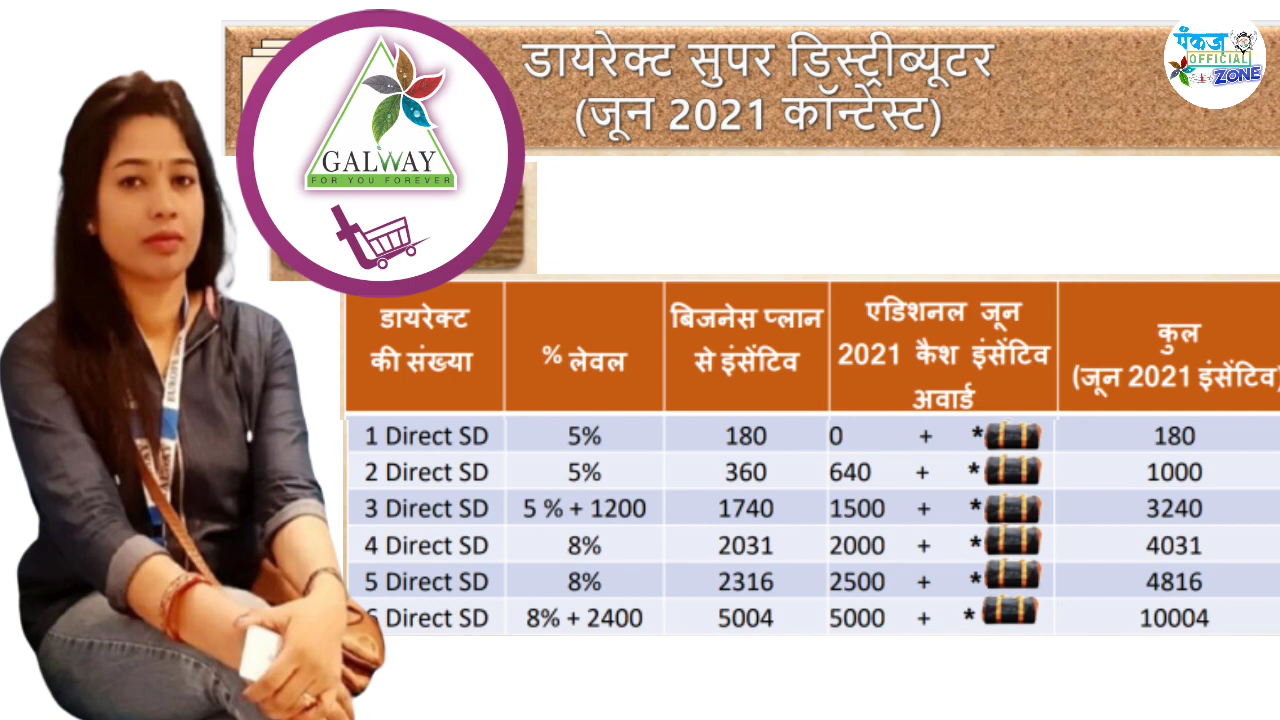 डायरेक्ट सुपर डिस्ट्रीब्यूटर
(जून 2021 कॉन्टेस्ट)
पंकज
OFFICIAL
ZONE
GALWAY
FOR YOU FOREVER
डायरेक्ट की संख्या | % लेवल | बिजनेस प्लान से इंसेंटिव | एडिशनल जून 2021 कैश इंसेंटिव अवार्ड | कुल (जून 2021 इंसेंटिव)
1 Direct SD 5% 180 0 + * 180
2 Direct SD 5% 360 640 + * 1000
3 Direct SD 5 % + 1200 1740 1500 + * 3240
4 Direct SD 8% 2031 2000 + * 4031
5 Direct SD 8% 2316 2500 + * 4816
6 Direct SD 8% + 2400 5004 5000 + * 10004